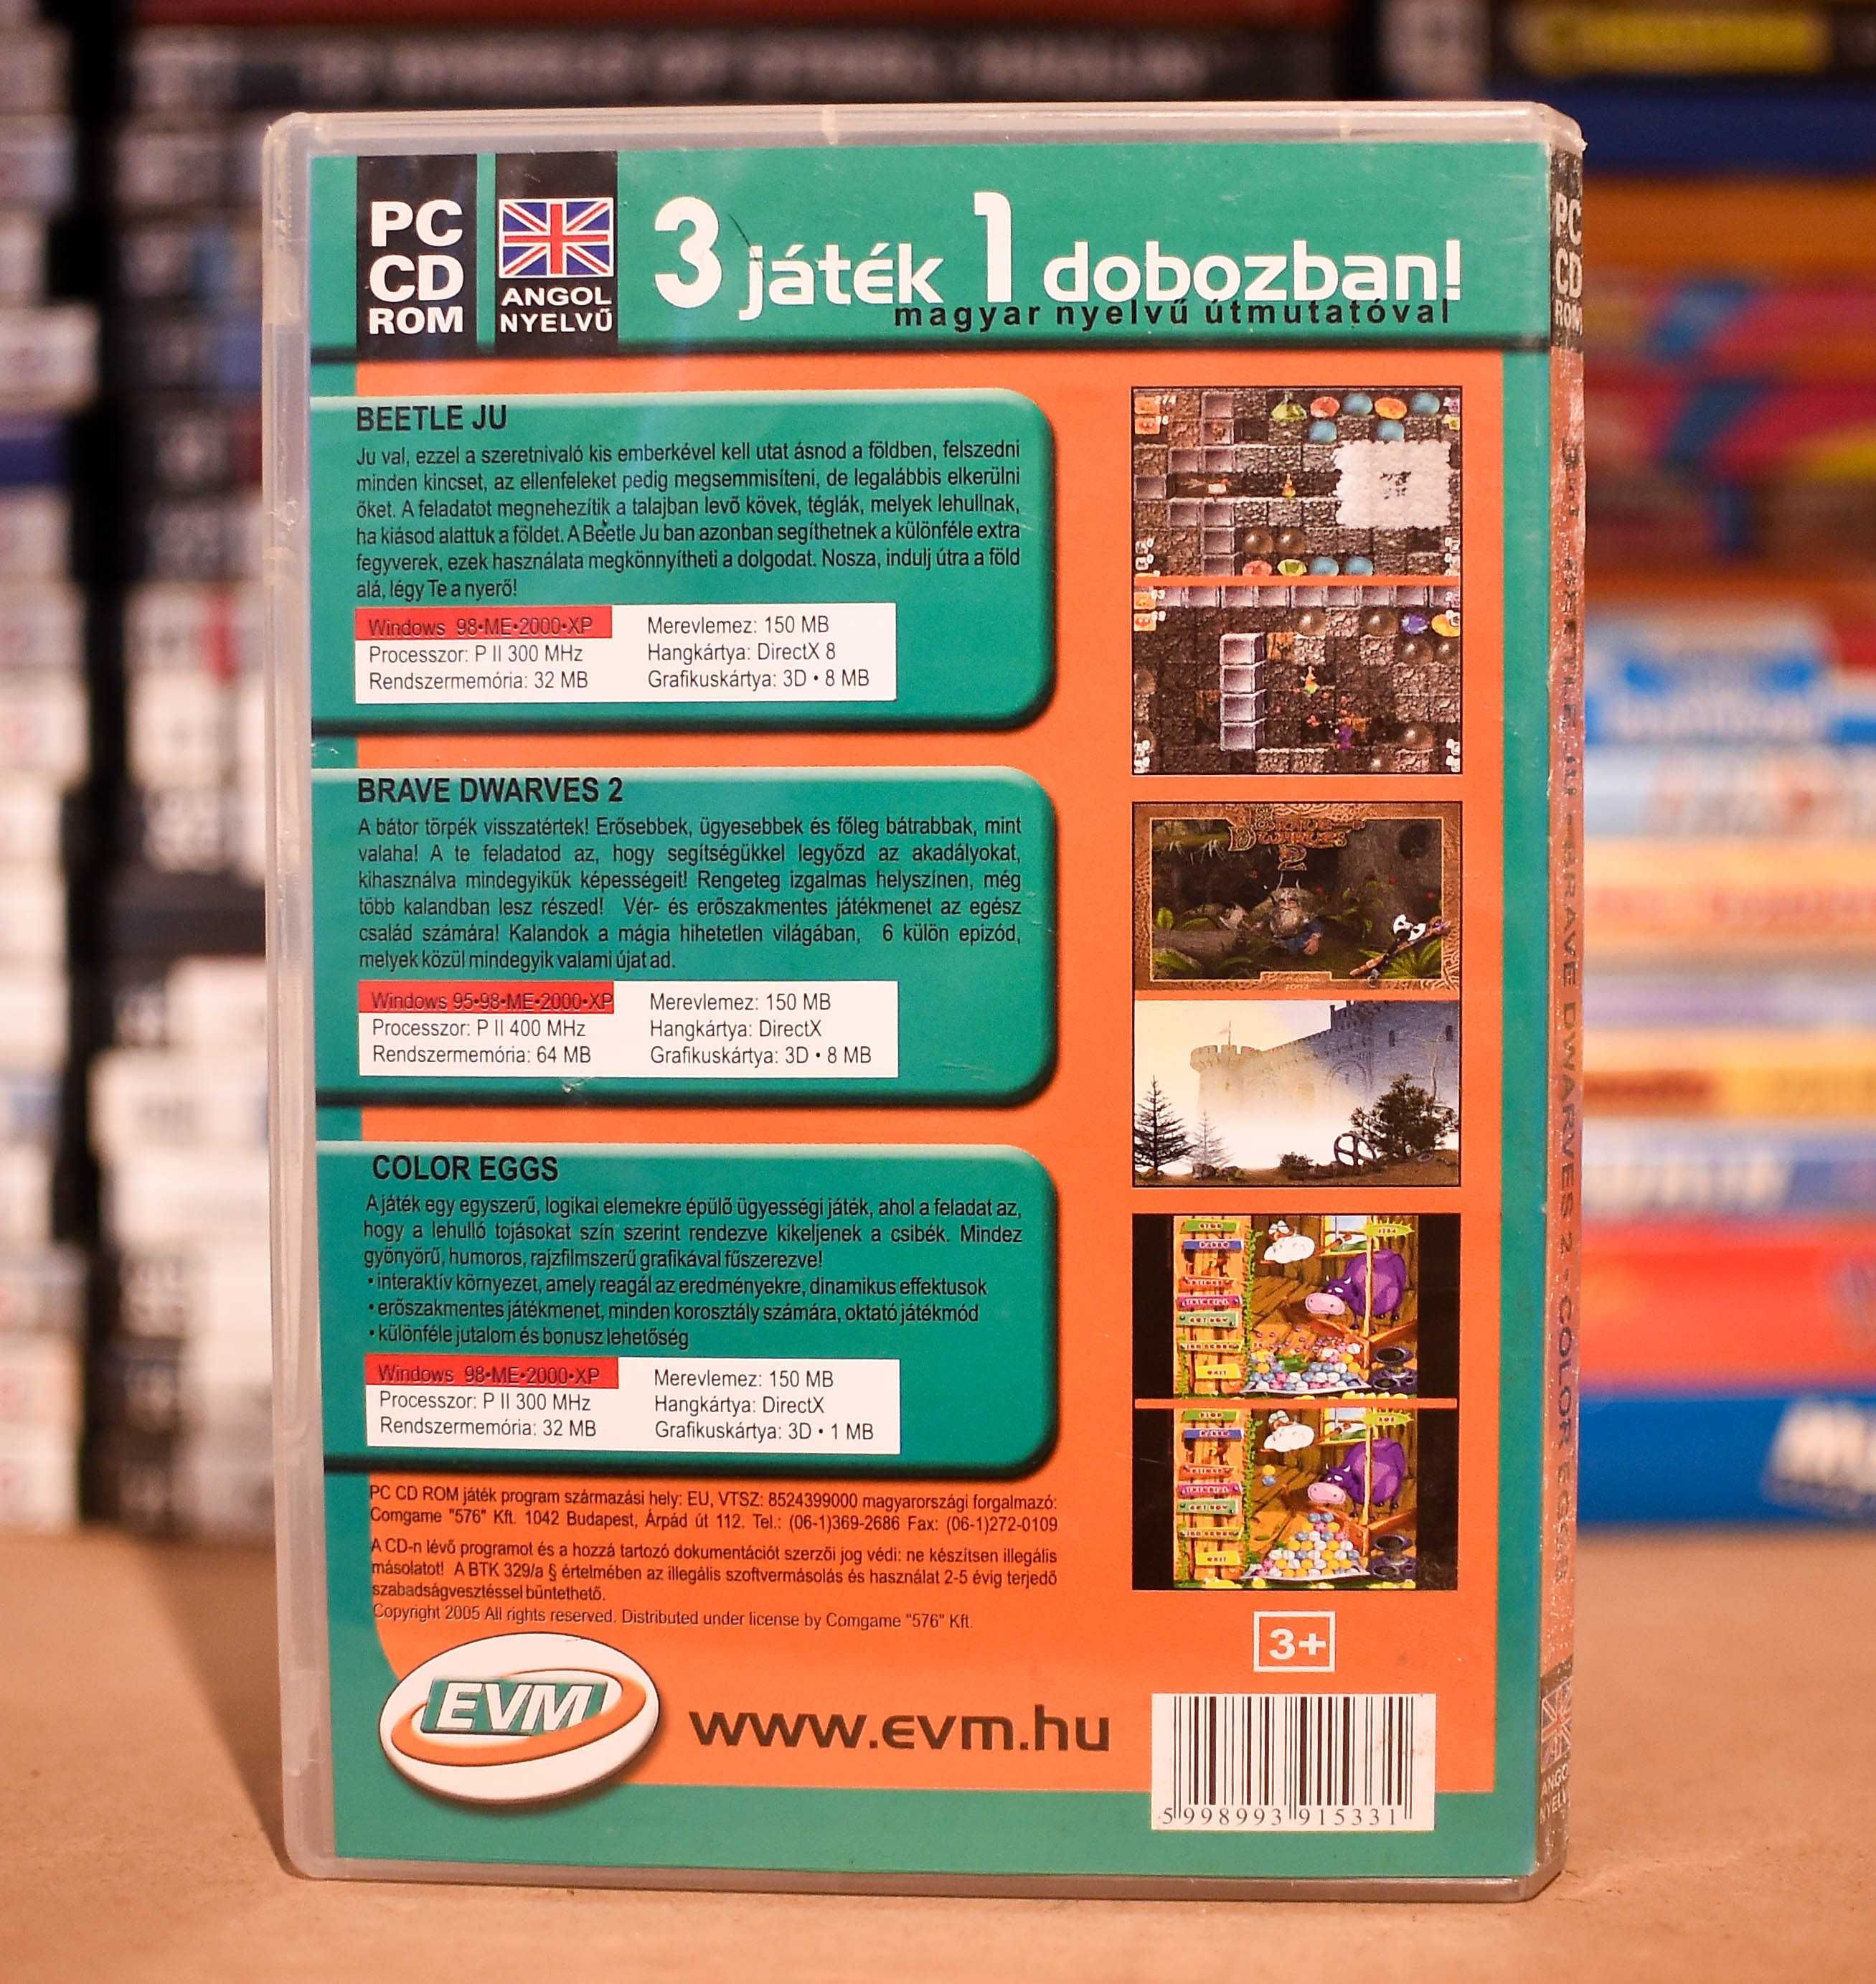 PC
CD
ROM
ANGOL
NYELVŰ
3 játék 1 dobozban!
magyar nyelvű útmutatóval
BEETLE JU
Ju val, ezzel a szeretnivaló kis emberkével kell utat ásnod a földben, felszedni
minden kincset, az ellenfeleket pedig megsemmisíteni, de legalábbis elkerülni
őket. A feladatot megnehezítik a talajban levő kövek, téglák, melyek lehullnak,
ha kiásod alattuk a földet. A Beetle Ju ban azonban segíthetnek a különféle extra
fegyverek, ezek használata megkönnyítheti a dolgodat. Nosza, indulj útra a föld
alá, légy Te a nyerő!
Windows 98•ME•2000•XP
Processzor: P II 300 MHz
Rendszermemória: 32 MB
Merevlemez: 150 MB
Hangkártya: DirectX 8
Grafikuskártya: 3D • 8 MB
BRAVE DWARVES 2
A bátor törpék visszatértek! Erősebbek, ügyesebbek és főleg bátrabbak, mint
valaha! A te feladatod az, hogy segítségükkel legyőzd az akadályokat,
kihasználva mindegyikük képességeit! Rengeteg izgalmas helyszínen, még
több kalandban lesz részed! Vér- és erőszakmentes játékmenet az egész
család számára! Kalandok a mágia hihetetlen világában, 6 külön epizód,
melyek közül mindegyik valami újat ad.
Windows 95•98•ME•2000•XP
Processzor: P II 400 MHz
Rendszermemória: 64 MB
Merevlemez: 150 MB
Hangkártya: DirectX
Grafikuskártya: 3D • 8 MB
COLOR EGGS
A játék egy egyszerű, logikai elemekre épülő ügyességi játék, ahol a feladat az,
hogy a lehulló tojásokat szín szerint rendezve kikeljenek a csibék. Mindez
gyönyörű, humoros, rajzfilmszerű grafikával fűszerezve!
• interaktív környezet, amely reagál az eredményekre, dinamikus effektusok
• erőszakmentes játékmenet, minden korosztály számára, oktató játékmód
• különféle jutalom és bonusz lehetőség
Windows 98•ME•2000•XP
Processzor: P II 300 MHz
Rendszermemória: 32 MB
Merevlemez: 150 MB
Hangkártya: DirectX
Grafikuskártya: 3D • 1 MB
PC CD ROM játék program származási hely: EU, VTSZ: 8524399000 magyarországi forgalmazó:
Comgame "576" Kft. 1042 Budapest, Árpád út 112. Tel.: (06-1)369-2686 Fax: (06-1)272-0109
A CD-n lévő programot és a hozzá tartozó dokumentációt szerzői jog védi: ne készítsen illegális
másolatot! A BTK 329/a § értelmében az illegális szoftvermásolás és használat 2-5 évig terjedő
szabadságvesztéssel büntethető.
Copyright 2005 All rights reserved. Distributed under license by Comgame "576" Kft.
EVM
www.evm.hu
3+
5 998993 915331
PC
CD
ROM
BEETLE JU - BRAVE DWARVES 2 - COLOR EGGS